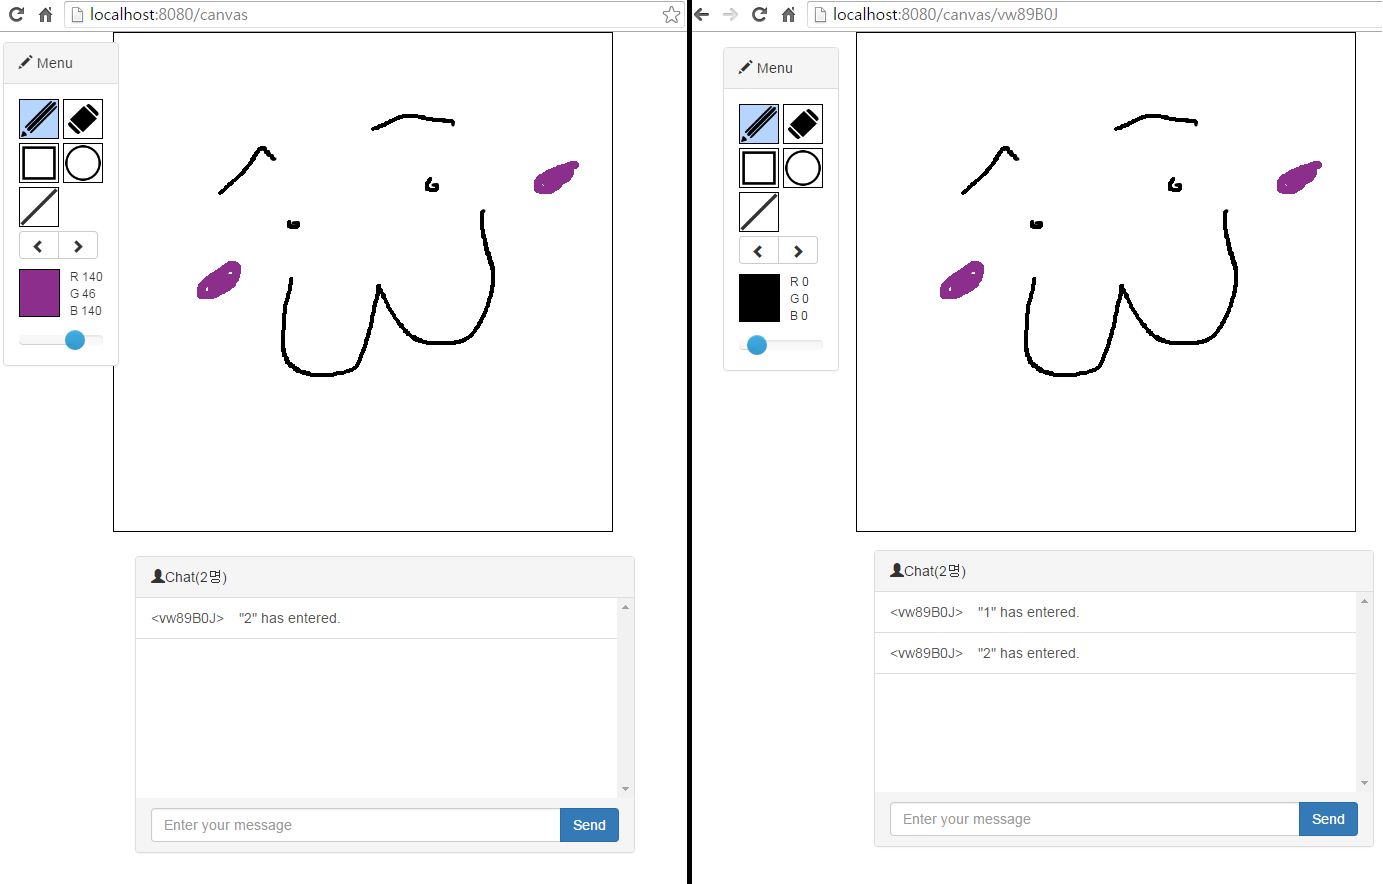 localhost:8080/canvas
Menu
R 140
G 46
B 140
Chat(2명)
<vw89B0J> "2" has entered.
Enter your message
Send
localhost:8080/canvas/vw89B0J
Menu
R 0
G 0
B 0
Chat(2명)
<vw89B0J> "1" has entered.
<vw89B0J> "2" has entered.
Enter your message
Send